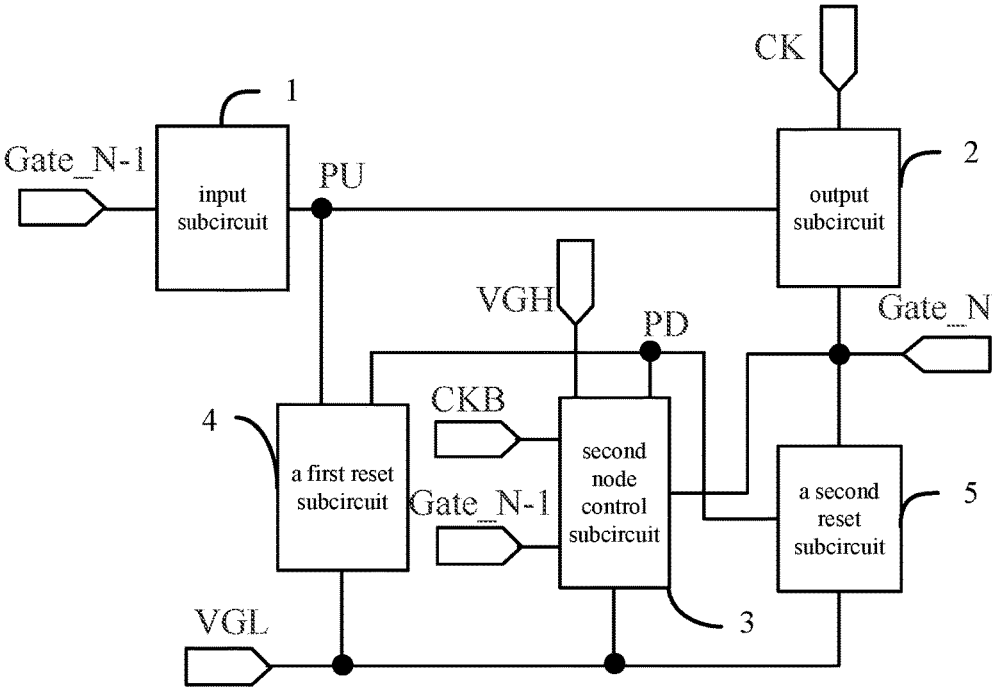 CK
1
Gate_N-1
input
subcircuit
PU
output
subcircuit
2
VGH
PD
Gate_N
4
a first reset
subcircuit
CKB
Gate_N-1
second
node
control
subcircuit
a second
reset
subcircuit
5
3
VGL